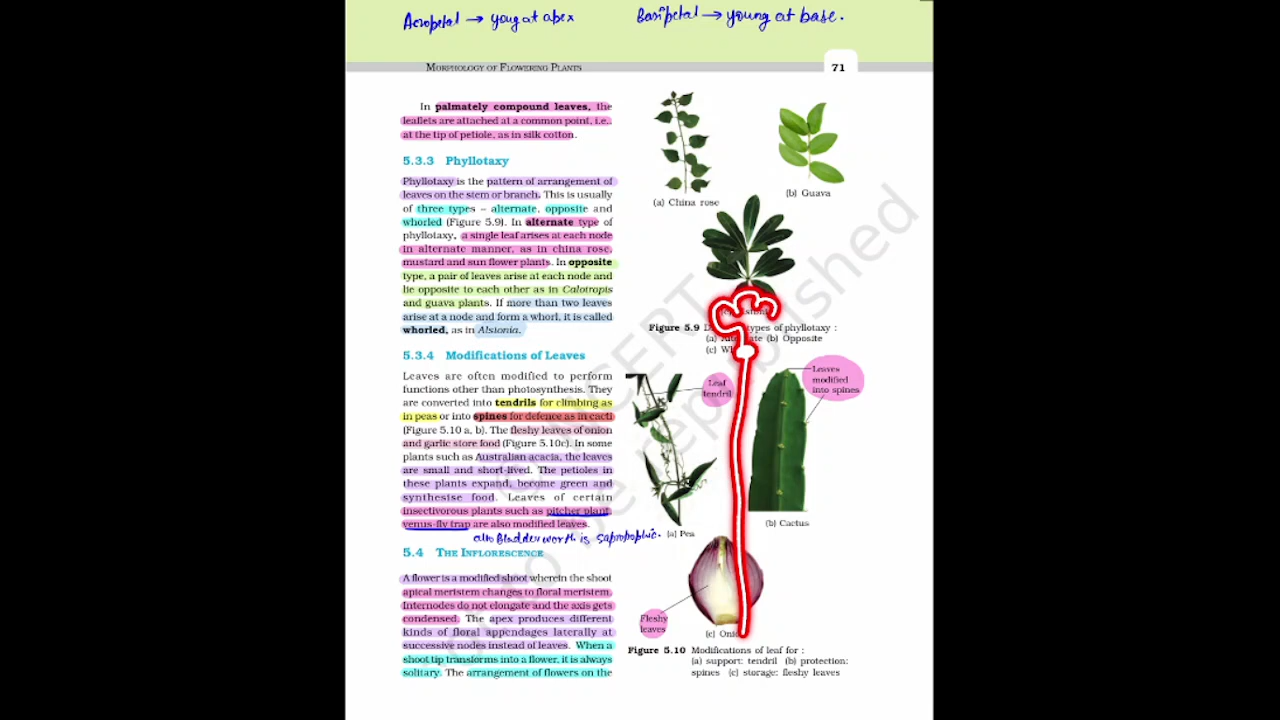 Acropetal → youg at apex
Basipetal → young at base.
MORPHOLOGY OF FLOWERING PLANTS
71
In palmately compound leaves, the
leaflets are attached at a common point, i.e.,
at the tip of petiole, as in silk cotton.
5.3.3 Phyllotaxy
Phyllotaxy is the pattern of arrangement of
leaves on the stem or branch. This is usually
of three types – alternate, opposite and
whorled (Figure 5.9). In alternate type of
phyllotaxy, a single leaf arises at each node
in alternate manner, as in china rose,
mustard and sun flower plants. In opposite
type, a pair of leaves arise at each node and
lie opposite to each other as in Calotropis
and guava plants. If more than two leaves
arise at a node and form a whorl, it is called
whorled, as in Alstonia.
5.3.4 Modifications of Leaves
Leaves are often modified to perform
functions other than photosynthesis. They
are converted into tendrils for climbing as
in peas or into spines for defence as in cacti
(Figure 5.10 a, b). The fleshy leaves of onion
and garlic store food (Figure 5.10c). In some
plants such as Australian acacia, the leaves
are small and short-lived. The petioles in
these plants expand, become green and
synthesise food. Leaves of certain
insectivorous plants such as pitcher plant,
venus-fly trap are also modified leaves.
also Bladderworth is
5.4 THE INFLORESCENCE
A flower is a modified shoot wherein the shoot
apical meristem changes to floral meristem.
Internodes do not elongate and the axis gets
condensed. The apex produces different
kinds of floral appendages laterally at
successive nodes instead of leaves. When a
shoot tip transforms into a flower, it is always
solitary. The arrangement of flowers on the
(a) China rose
(b) Guava
Figure 5.9 types of phyllotaxy :
(a) (b) Opposite
(c)
Leaf
tendril
Leaves
modified
into spines
(a) Pea
(b) Cactus
Fleshy
leaves
(c)
Figure 5.10 Modifications of leaf for :
(a) support: tendril (b) protection:
spines (c) storage: fleshy leaves
NCERT
republished